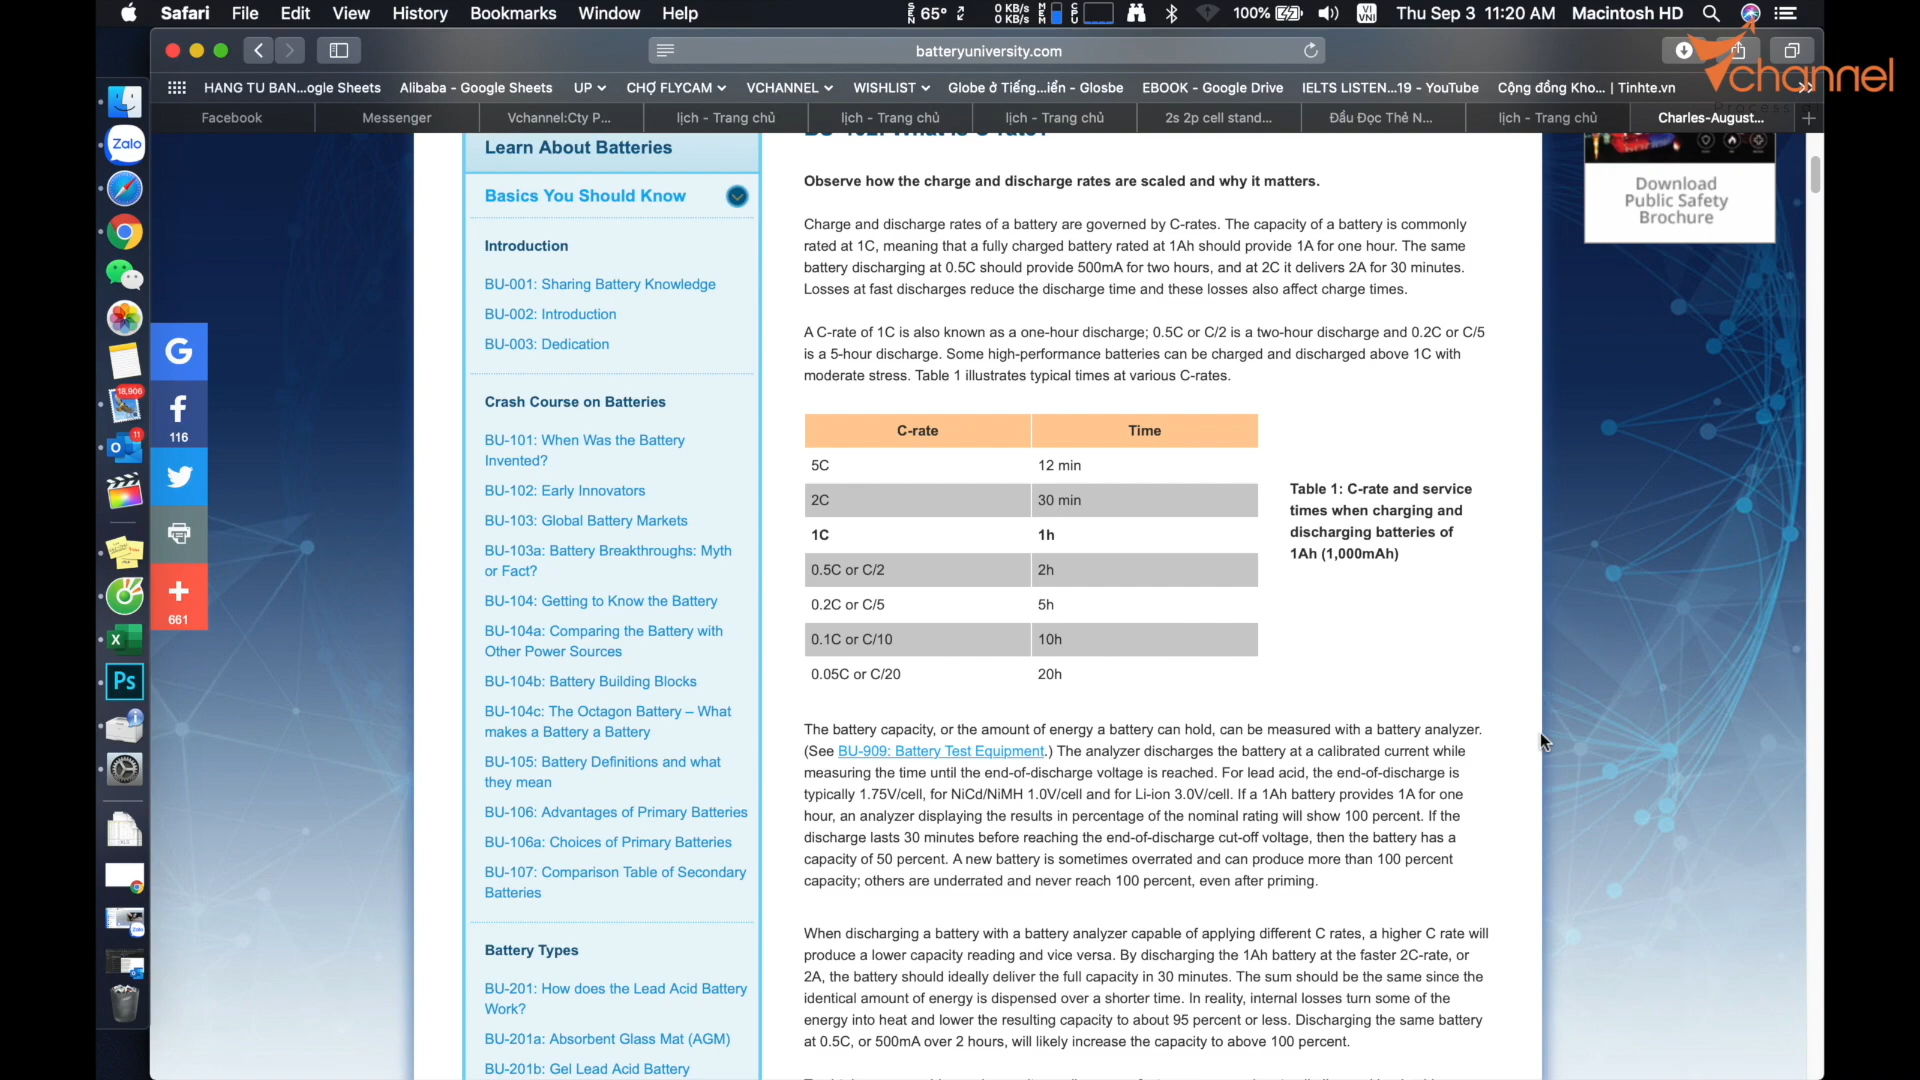 Safari File Edit View History Bookmarks Window Help
65°
0 KB/s
0 KB/s
100%
VI
VNI
Thu Sep 3 11:20 AM Macintosh HD
batteryuniversity.com
Vchannel
HANG TU BAN...ogle Sheets Alibaba - Google Sheets UP CHỢ FLYCAM VCHANNEL WISHLIST Globe ở Tiếng...iển - Glosbe EBOOK - Google Drive IELTS LISTEN...19 - YouTube Cộng đồng Kho... | Tinhte.vn
Facebook Messenger Vchannel:Cty P... lịch - Trang chủ lịch - Trang chủ lịch - Trang chủ 2s 2p cell stand... Đầu Đọc Thẻ N... lịch - Trang chủ Charles-August...
Zalo
18,906
11
Ps
G
f
116
661
Learn About Batteries
Basics You Should Know
Introduction
BU-001: Sharing Battery Knowledge
BU-002: Introduction
BU-003: Dedication
Crash Course on Batteries
BU-101: When Was the Battery
Invented?
BU-102: Early Innovators
BU-103: Global Battery Markets
BU-103a: Battery Breakthroughs: Myth
or Fact?
BU-104: Getting to Know the Battery
BU-104a: Comparing the Battery with
Other Power Sources
BU-104b: Battery Building Blocks
BU-104c: The Octagon Battery – What
makes a Battery a Battery
BU-105: Battery Definitions and what
they mean
BU-106: Advantages of Primary Batteries
BU-106a: Choices of Primary Batteries
BU-107: Comparison Table of Secondary
Batteries
Battery Types
BU-201: How does the Lead Acid Battery
Work?
BU-201a: Absorbent Glass Mat (AGM)
BU-201b: Gel Lead Acid Battery
Observe how the charge and discharge rates are scaled and why it matters.
Charge and discharge rates of a battery are governed by C-rates. The capacity of a battery is commonly
rated at 1C, meaning that a fully charged battery rated at 1Ah should provide 1A for one hour. The same
battery discharging at 0.5C should provide 500mA for two hours, and at 2C it delivers 2A for 30 minutes.
Losses at fast discharges reduce the discharge time and these losses also affect charge times.
A C-rate of 1C is also known as a one-hour discharge; 0.5C or C/2 is a two-hour discharge and 0.2C or C/5
is a 5-hour discharge. Some high-performance batteries can be charged and discharged above 1C with
moderate stress. Table 1 illustrates typical times at various C-rates.
C-rate Time
5C 12 min
2C 30 min
1C 1h
0.5C or C/2 2h
0.2C or C/5 5h
0.1C or C/10 10h
0.05C or C/20 20h
Table 1: C-rate and service
times when charging and
discharging batteries of
1Ah (1,000mAh)
The battery capacity, or the amount of energy a battery can hold, can be measured with a battery analyzer.
(See BU-909: Battery Test Equipment.) The analyzer discharges the battery at a calibrated current while
measuring the time until the end-of-discharge voltage is reached. For lead acid, the end-of-discharge is
typically 1.75V/cell, for NiCd/NiMH 1.0V/cell and for Li-ion 3.0V/cell. If a 1Ah battery provides 1A for one
hour, an analyzer displaying the results in percentage of the nominal rating will show 100 percent. If the
discharge lasts 30 minutes before reaching the end-of-discharge cut-off voltage, then the battery has a
capacity of 50 percent. A new battery is sometimes overrated and can produce more than 100 percent
capacity; others are underrated and never reach 100 percent, even after priming.
When discharging a battery with a battery analyzer capable of applying different C rates, a higher C rate will
produce a lower capacity reading and vice versa. By discharging the 1Ah battery at the faster 2C-rate, or
2A, the battery should ideally deliver the full capacity in 30 minutes. The sum should be the same since the
identical amount of energy is dispensed over a shorter time. In reality, internal losses turn some of the
energy into heat and lower the resulting capacity to about 95 percent or less. Discharging the same battery
at 0.5C, or 500mA over 2 hours, will likely increase the capacity to above 100 percent.
Download
Public Safety
Brochure